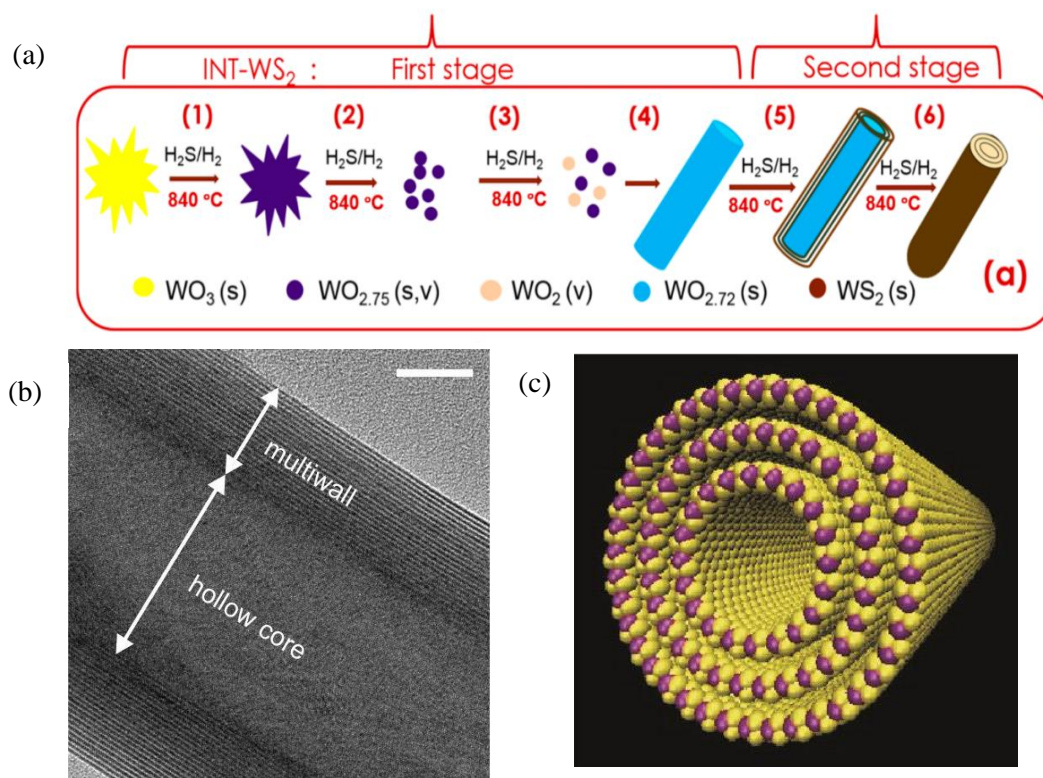 (a)
INT-WS₂ : First stage
Second stage
(1) (2) (3) (4) (5) (6)
H₂S/H₂ H₂S/H₂ H₂S/H₂ H₂S/H₂ H₂S/H₂
840 °C 840 °C 840 °C 840 °C 840 °C
WO₃ (s) WO₂.₇₅ (s,v) WO₂ (v) WO₂.₇₂ (s) WS₂ (s)
(a)
(b)
multiwall
hollow core
(c)